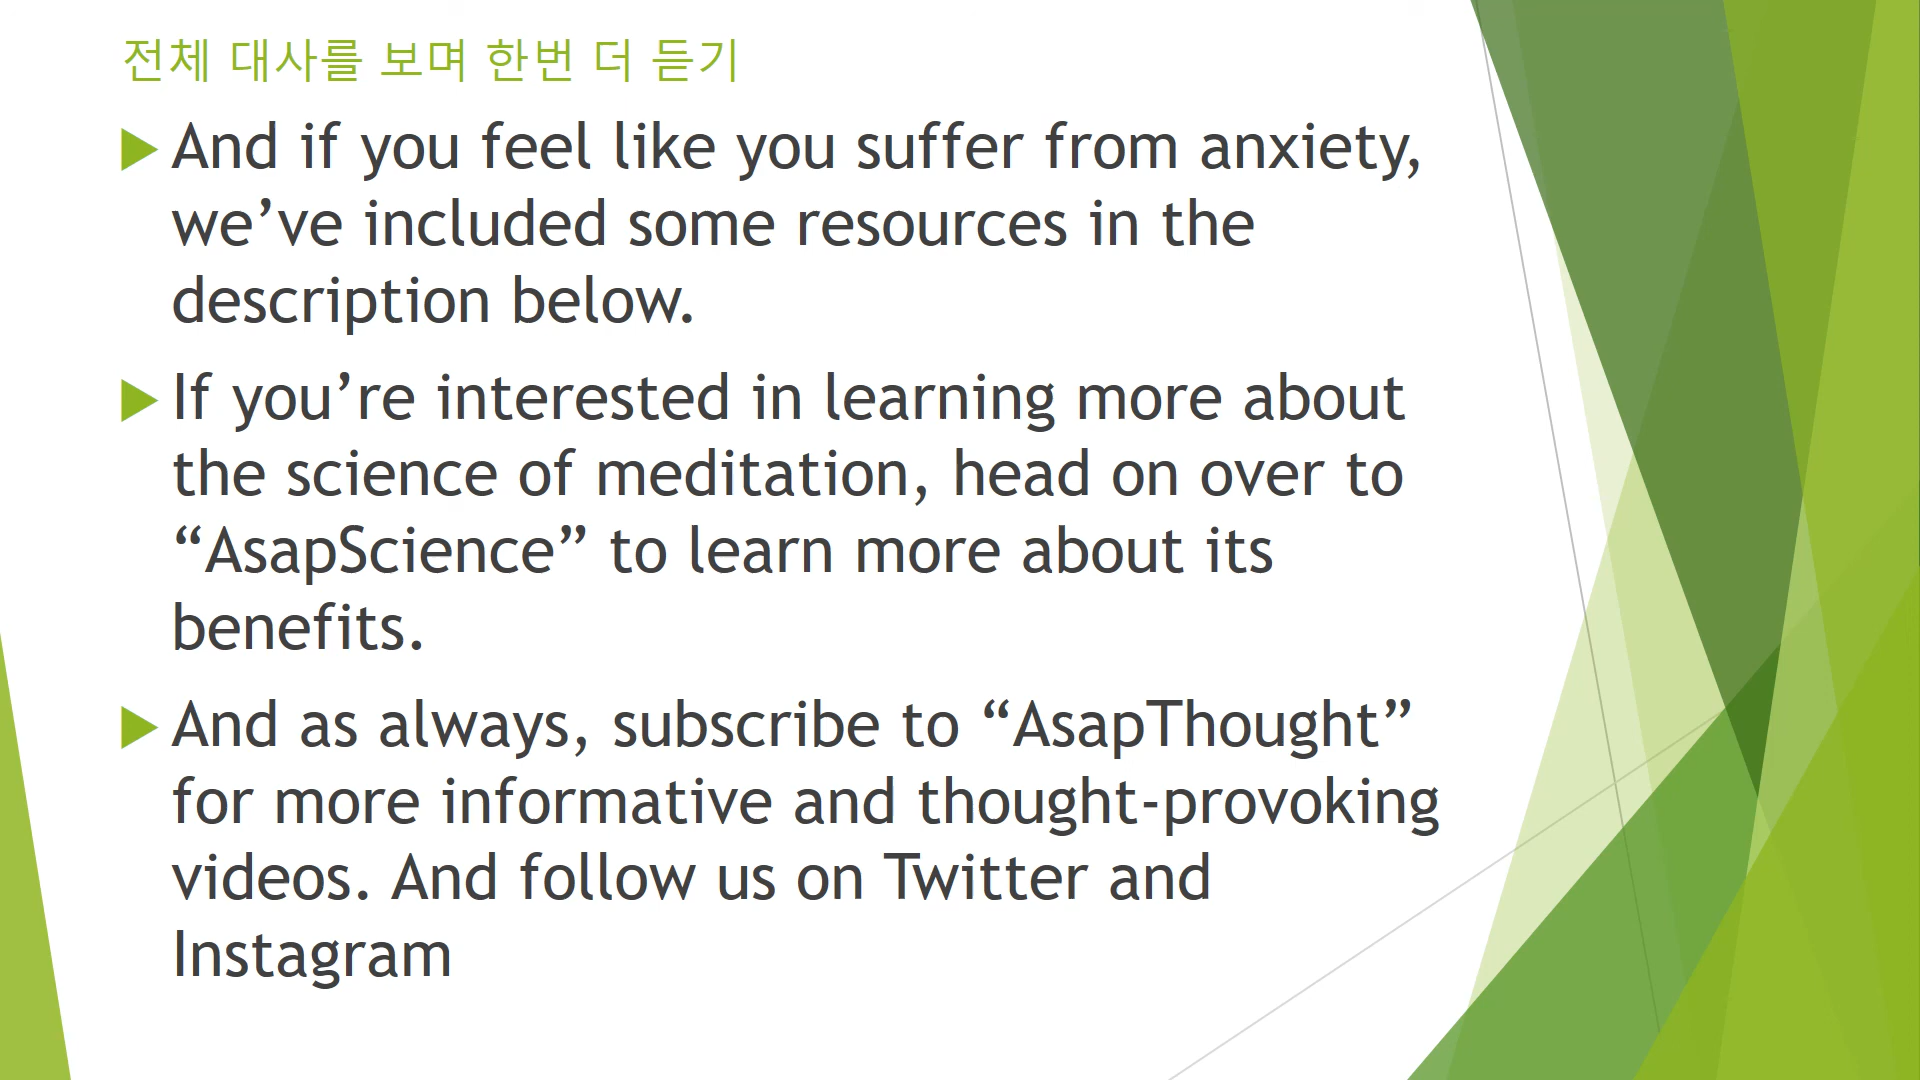 전체 대사를 보며 한번 더 듣기
And if you feel like you suffer from anxiety,
we’ve included some resources in the
description below.
If you’re interested in learning more about
the science of meditation, head on over to
“AsapScience” to learn more about its
benefits.
And as always, subscribe to “AsapThought”
for more informative and thought-provoking
videos. And follow us on Twitter and
Instagram